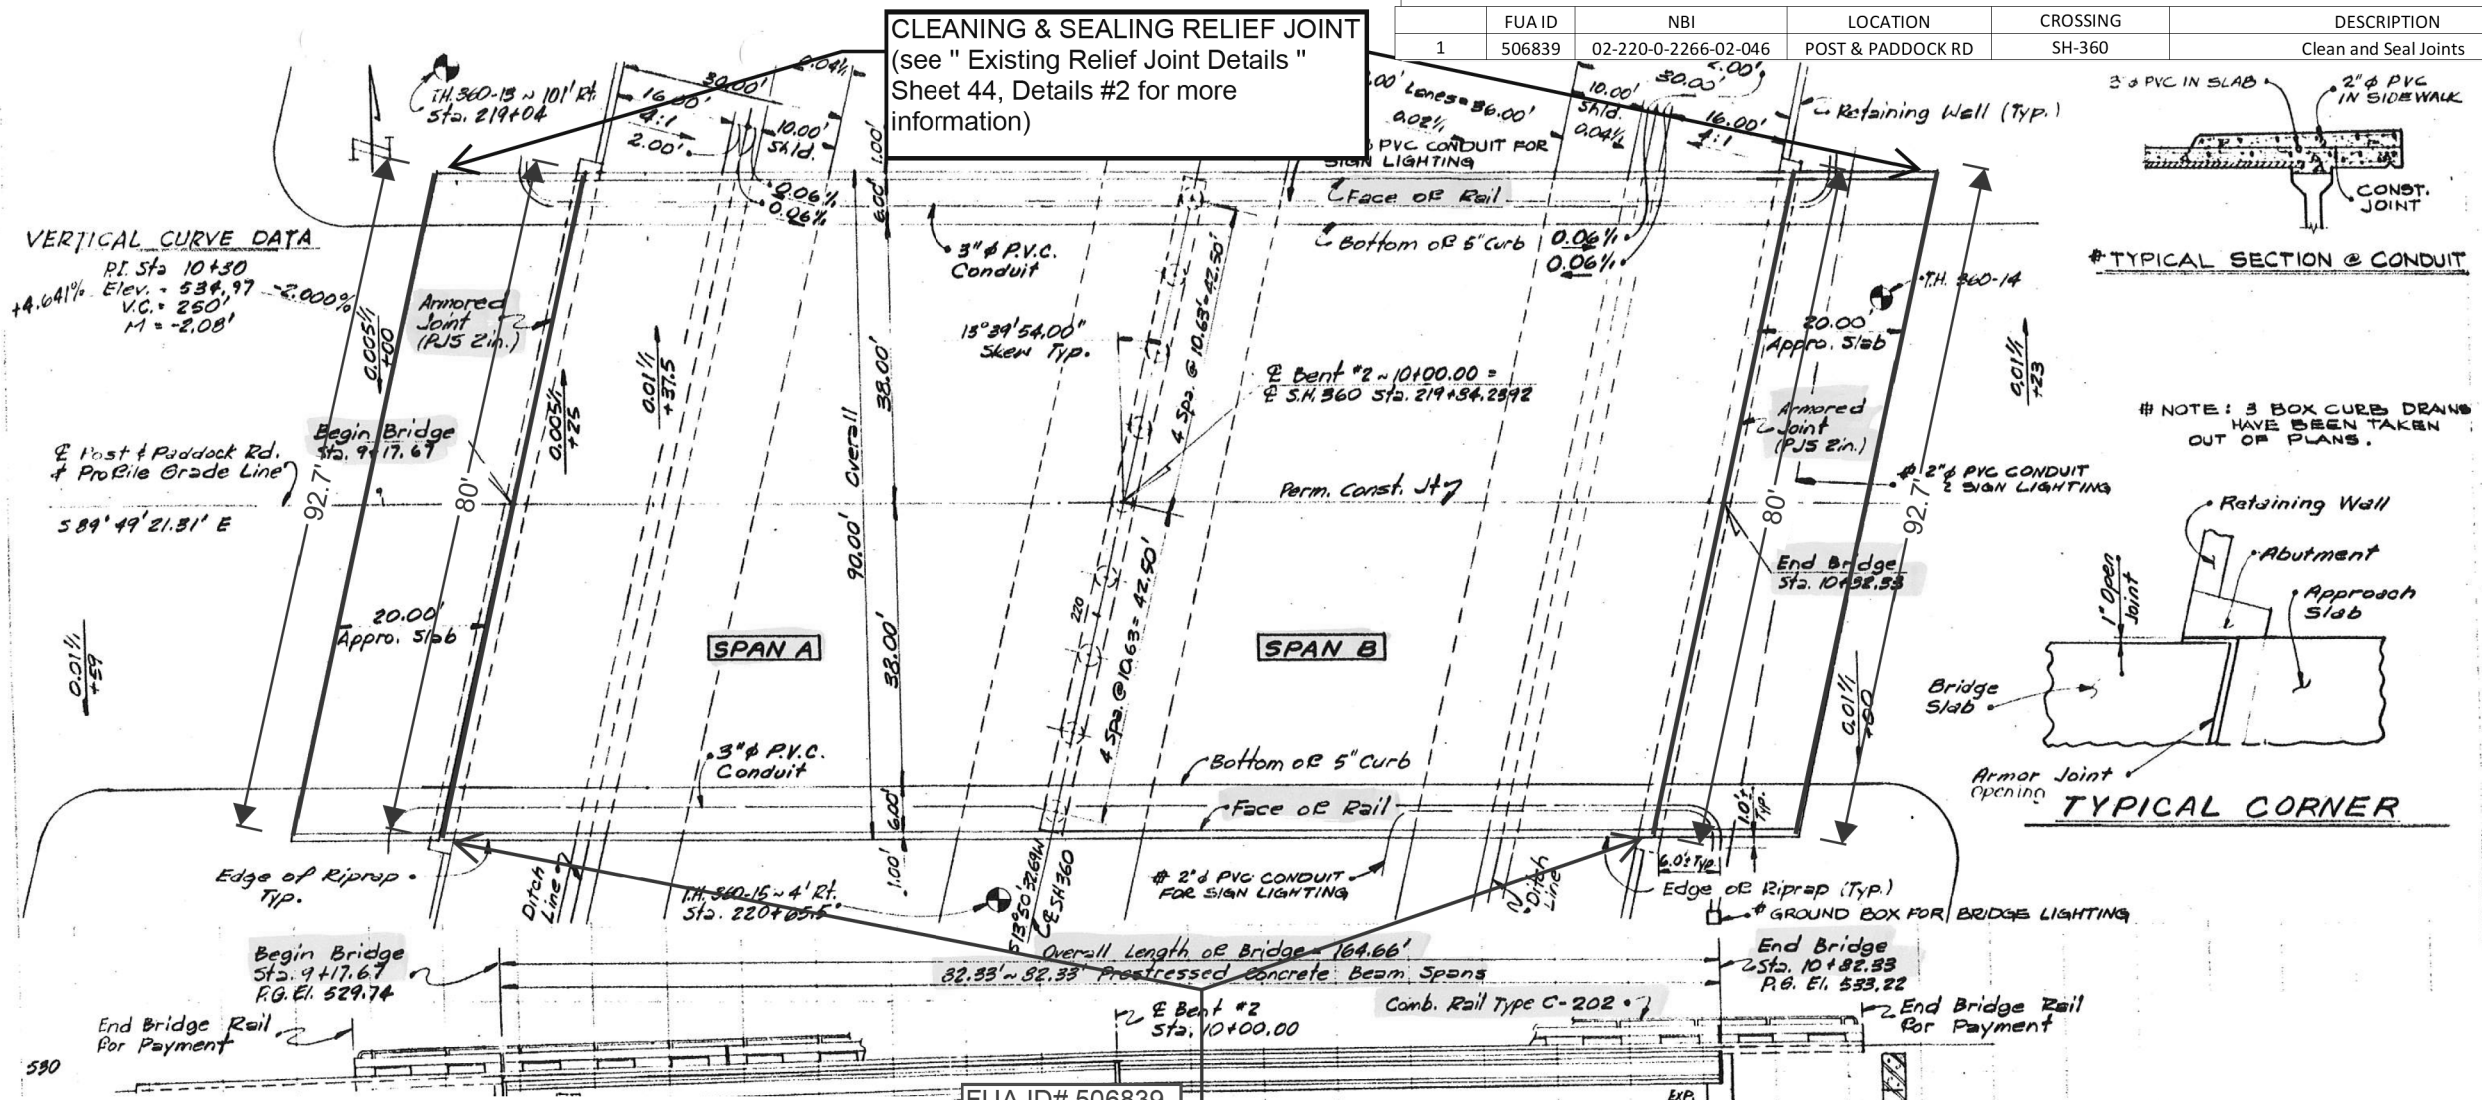 FUA ID NBI LOCATION CROSSING DESCRIPTION
1 506839 02-220-0-2266-02-046 POST & PADDOCK RD SH-360 Clean and Seal Joints
CLEANING & SEALING RELIEF JOINT
(see " Existing Relief Joint Details "
Sheet 44, Details #2 for more
information)
T.H. 360-13 ~ 101' Rt.
Sta. 219+04
30.00'
16.00'
4:1
2.00'
10.00'
Shld.
0.06%
0.06%
Lanes = 36.00'
0.02%
10.00'
Shld.
0.04%
30.00'
2.00'
16.00'
4:1
℄ Retaining Wall (Typ.)
PVC CONDUIT FOR
SIGN LIGHTING
Face of Rail
Bottom of 5" Curb
0.06%
0.06%
1.00'
6.00'
3" ø P.V.C.
Conduit
3" ø PVC IN SLAB
2" ø PVC
IN SIDEWALK
CONST.
JOINT
# TYPICAL SECTION @ CONDUIT
VERTICAL CURVE DATA
P.I. Sta 10+30
+4.641% Elev. = 534.97 -2.000%
V.C. = 250'
M = -2.08'
Armored
Joint
(PJS 2in.)
0.005%
+00
0.005%
+25
0.01%
+37.5
13°39'54.00"
Skew Typ.
4 Spa. @ 10.63' = 42.50'
℄ Bent #2 ~ 10+00.00 =
℄ S.H. 360 Sta. 219+34.2392
T.H. 360-14
20.00'
Appro. Slab
0.01%
+23
Armored
Joint
(PJS 2in.)
# NOTE: 3 BOX CURB DRAINS
HAVE BEEN TAKEN
OUT OF PLANS.
Begin Bridge
Sta. 9+17.67
℄ Post & Paddock Rd.
& Profile Grade Line
S 89° 49' 21.31" E
92.7'
80'
90.00' Overall
38.00'
38.00'
Perm. Const. Jt.
# 2" ø PVC CONDUIT
2 SIGN LIGHTING
80'
92.7'
End Bridge
Sta. 10+82.33
Retaining Wall
Abutment
Approach
Slab
1" Open
Joint
Bridge
Slab
Armor Joint
Opening
TYPICAL CORNER
20.00'
Appro. Slab
0.01%
+59
SPAN A
SPAN B
220
4 Spa. @ 10.63 = 42.50'
0.01%
+60
3" ø P.V.C.
Conduit
Bottom of 5" Curb
Face of Rail
6.00'
1.00'
1.0'±
Typ.
6.0'± Typ.
Edge of Riprap
Typ.
Ditch
Line
T.H. 360-15 ~ 4' Rt.
Sta. 220+65.5
S13°50'32.69W
℄ SH 360
# 2" ø PVC CONDUIT
FOR SIGN LIGHTING
Ditch
Line
Edge of Riprap (Typ.)
# GROUND BOX FOR BRIDGE LIGHTING
Begin Bridge
Sta. 9+17.67
P.G. El. 529.74
Overall Length of Bridge = 164.66'
82.33' ~ 82.33' Prestressed Concrete Beam Spans
End Bridge
Sta. 10+82.33
P.G. El. 533.22
℄ Bent #2
Sta. 10+00.00
Comb. Rail Type C-202
End Bridge Rail
For Payment
End Bridge Rail
For Payment
530
FUA ID# 506839
EXP.